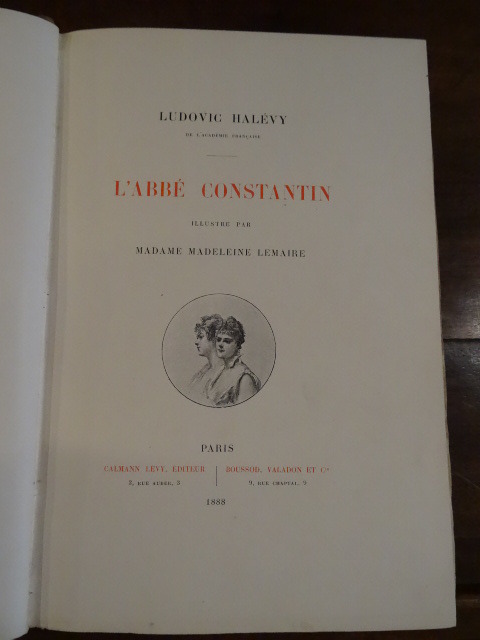 LUDOVIC HALÉVY
DE L'ACADÉMIE FRANÇAISE
L'ABBÉ CONSTANTIN
ILLUSTRÉ PAR
MADAME MADELEINE LEMAIRE
PARIS
CALMANN LÉVY, ÉDITEUR
3, RUE AUBER, 3
BOUSSOD, VALADON ET Cie
9, RUE CHAPTAL, 9
1888